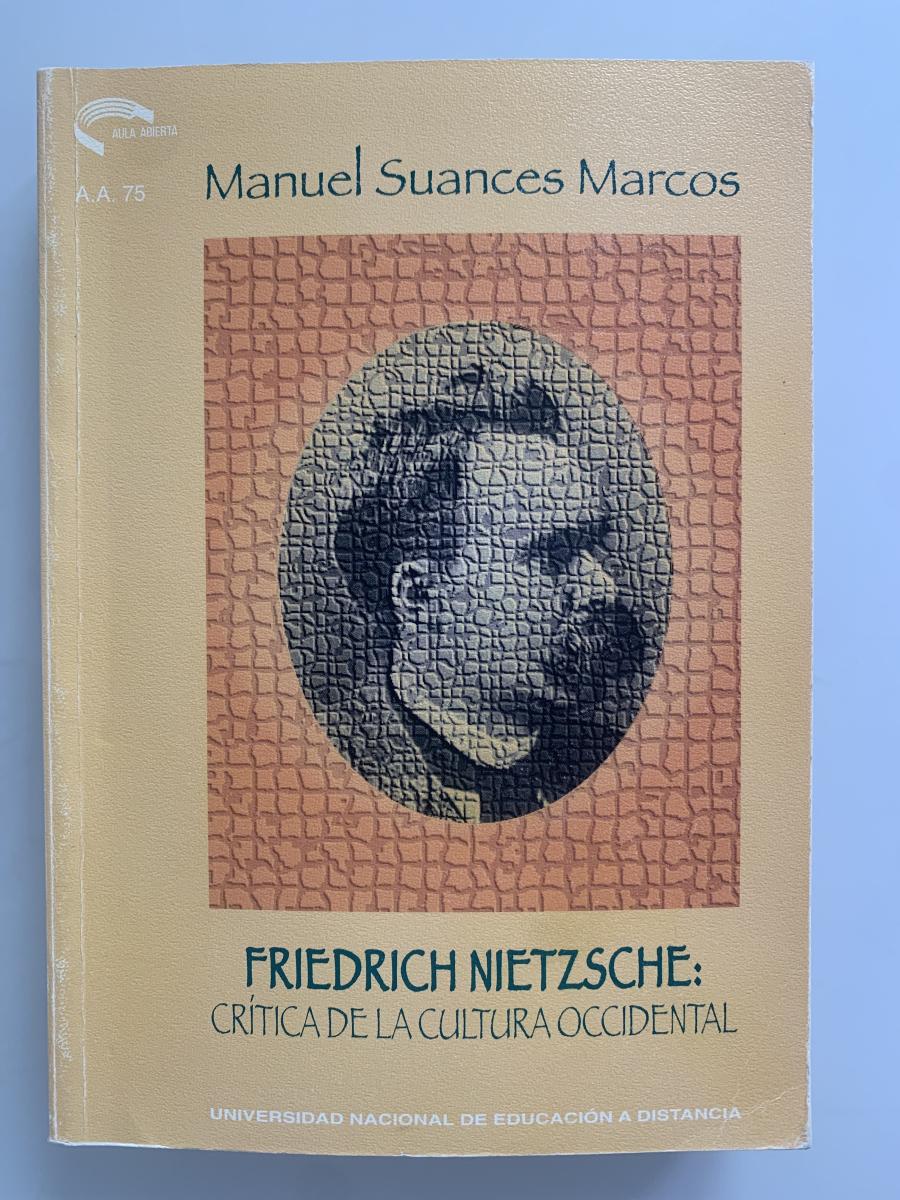 AULA ABIERTA
A.A. 75
Manuel Suances Marcos
FRIEDRICH NIETZSCHE:
CRÍTICA DE LA CULTURA OCCIDENTAL
UNIVERSIDAD NACIONAL DE EDUCACIÓN A DISTANCIA